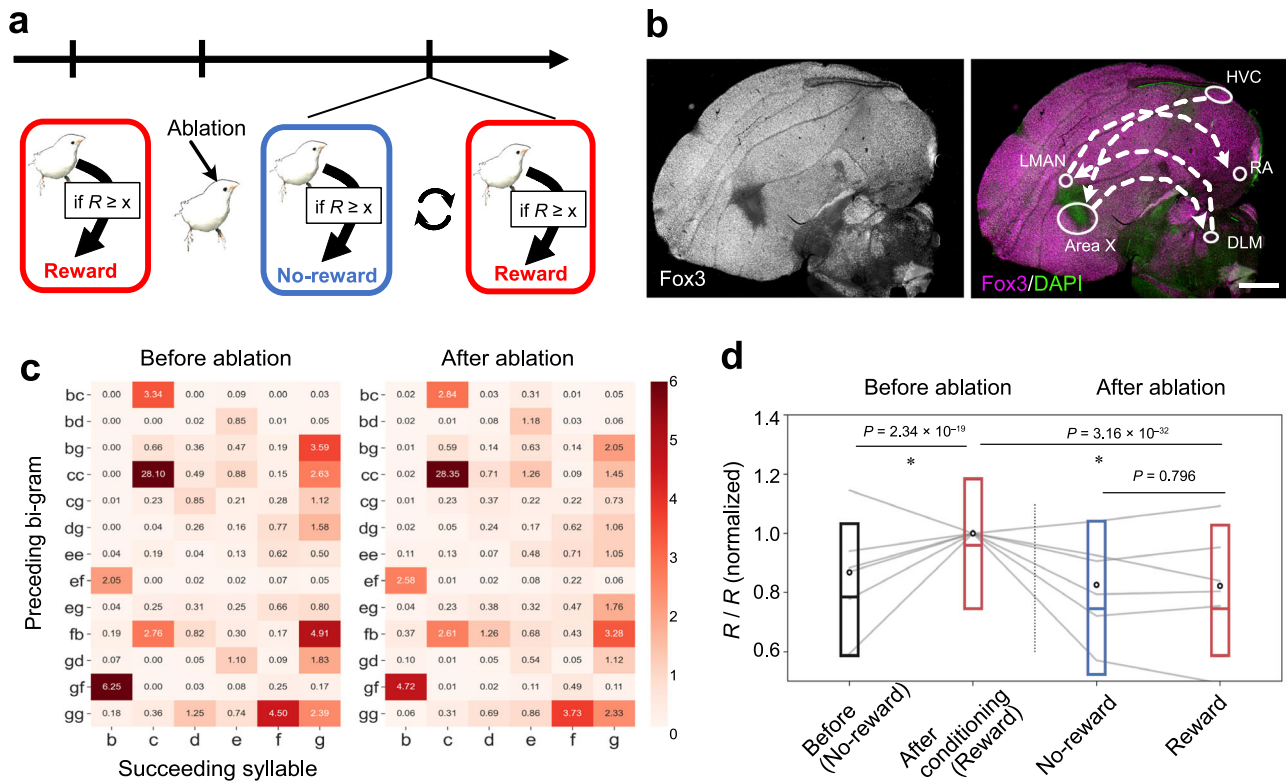 a
Ablation
if R ≥ x
Reward
if R ≥ x
No-reward
if R ≥ x
Reward
b
Fox3
HVC
LMAN
RA
Area X
DLM
Fox3/DAPI
c
Before ablation
After ablation
Preceding bi-gram
bc 0.00 3.34 0.00 0.09 0.00 0.03 0.02 2.84 0.03 0.31 0.01 0.05
bd 0.00 0.00 0.02 0.85 0.01 0.05 0.02 0.01 0.02 1.18 0.02 0.06
bg 0.00 0.66 0.36 0.47 0.19 3.59 0.01 0.59 0.14 0.63 0.14 2.05
cc 0.00 28.10 0.49 0.88 0.15 2.63 0.02 28.35 0.71 1.26 0.09 1.45
cg 0.01 0.23 0.85 0.21 0.28 1.12 0.01 0.23 0.37 0.22 0.22 0.73
dg 0.00 0.04 0.26 0.16 0.77 1.58 0.02 0.05 0.24 0.17 0.62 1.06
ee 0.04 0.19 0.04 0.13 0.62 0.50 0.11 0.13 0.07 0.48 0.71 1.05
ef 2.05 0.00 0.02 0.02 0.07 0.05 2.58 0.01 0.02 0.08 0.22 0.06
eg 0.04 0.25 0.31 0.25 0.66 0.80 0.04 0.23 0.38 0.32 0.47 1.76
fb 0.19 2.76 0.82 0.30 0.17 4.91 0.37 2.61 1.26 0.68 0.43 3.28
gd 0.07 0.00 0.05 1.10 0.09 1.83 0.10 0.01 0.05 0.54 0.05 1.12
gf 6.25 0.00 0.03 0.08 0.25 0.17 4.72 0.01 0.02 0.11 0.49 0.11
gg 0.18 0.36 1.25 0.74 4.50 2.39 0.06 0.31 0.69 0.86 3.73 2.33
b c d e f g
b c d e f g
Succeeding syllable
6
5
4
3
2
1
0
d
Before ablation
After ablation
R / R (normalized)
1.4
1.2
1.0
0.8
0.6
P = 2.34 × 10⁻¹⁹
*
P = 3.16 × 10⁻³²
*
P = 0.796
Before
(No-reward)
After
conditioning
(Reward)
No-reward
Reward